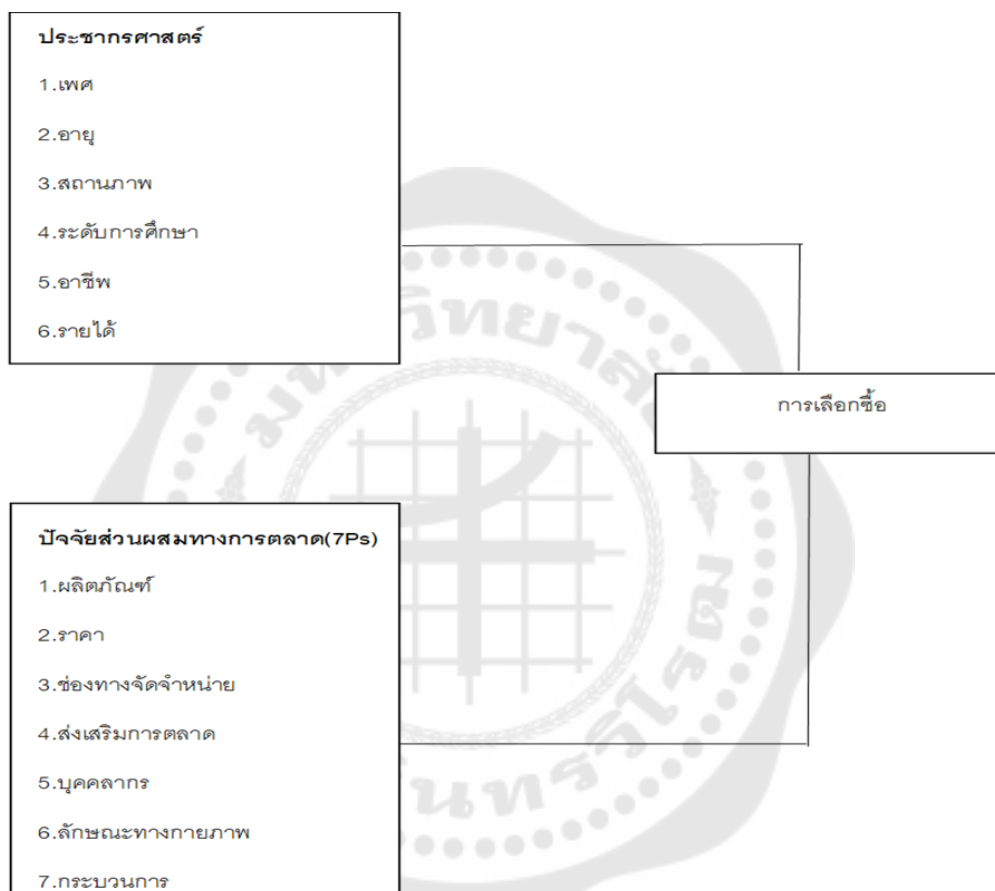 ประชากรศาสตร์
1.เพศ
2.อายุ
3.สถานภาพ
4.ระดับการศึกษา
5.อาชีพ
6.รายได้
การเลือกซื้อ
ปัจจัยส่วนผสมทางการตลาด(7Ps)
1.ผลิตภัณฑ์
2.ราคา
3.ช่องทางจัดจำหน่าย
4.ส่งเสริมการตลาด
5.บุคคลากร
6.ลักษณะทางกายภาพ
7.กระบวนการ